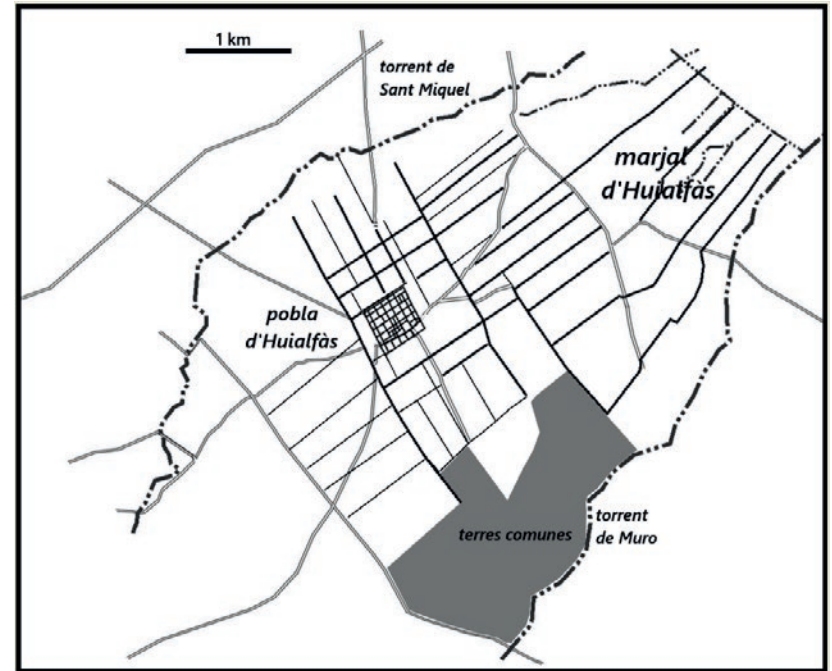 1 km
torrent de
Sant Miquel
marjal
d'Huialfàs
pobla
d'Huialfàs
terres comunes
torrent
de Muro